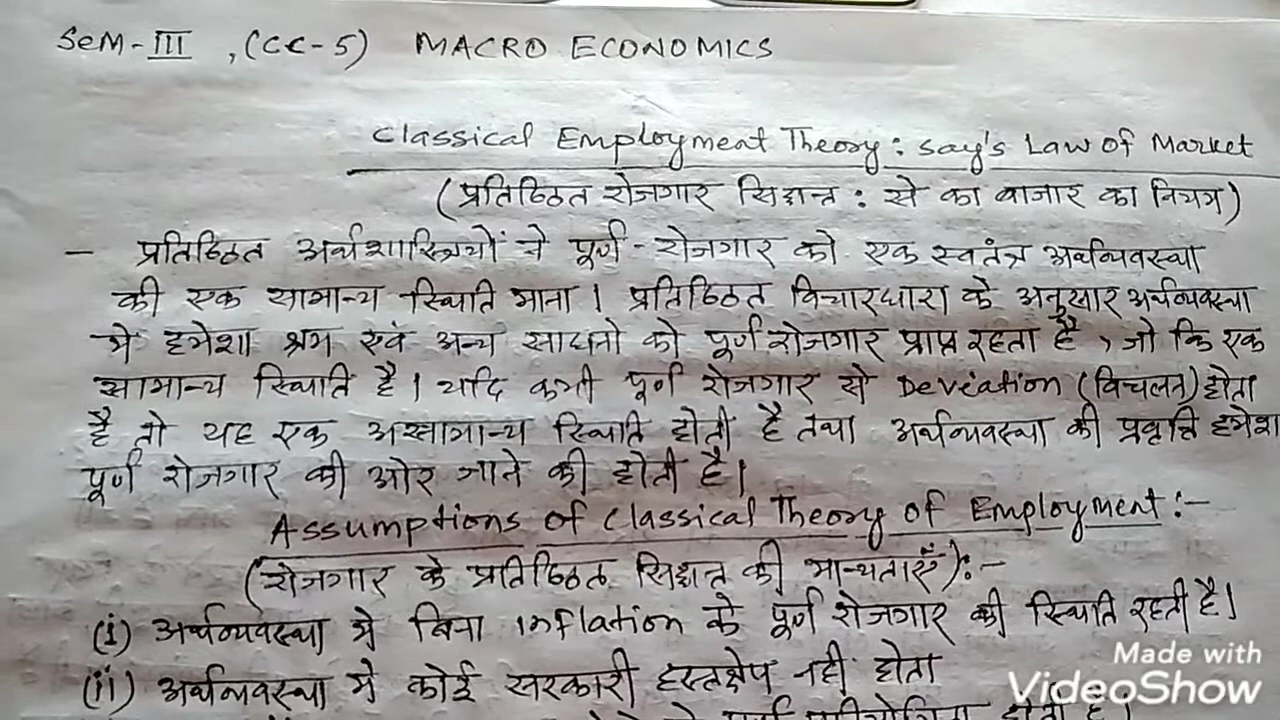 SEM-III , (CC-5) MACRO ECONOMICS
Classical Employment Theory: Say's Law of Market
(प्रतिष्ठित रोजगार सिद्धान्त : से का बाजार का नियम)
- प्रतिष्ठित अर्थशास्त्रियों ने पूर्ण-रोजगार को एक स्वतंत्र अर्थव्यवस्था
की एक सामान्य स्थिति माना। प्रतिष्ठित विचारधारा के अनुसार अर्थव्यवस्था
मे हमेशा श्रम एवं अन्य साधनो को पूर्ण रोजगार प्राप्त रहता है, जो कि एक
सामान्य स्थिति है। यदि कभी पूर्ण रोजगार से Deviation (विचलन) होता
है तो यह एक असामान्य स्थिति होती है तथा अर्थव्यवस्था की प्रवृत्ति हमेशा
पूर्ण रोजगार की ओर जाने की होती है।
Assumptions of Classical Theory of Employment :-
(रोजगार के प्रतिष्ठित सिद्धान्त की मान्यताएँ) :-
(i) अर्थव्यवस्था मे बिना Inflation के पूर्ण रोजगार की स्थिति रहती है।
(ii) अर्थव्यवस्था मे कोई सरकारी हस्तक्षेप नही होता
मे पूर्ण प्रतियोगिता होती है।
Made with
VideoShow